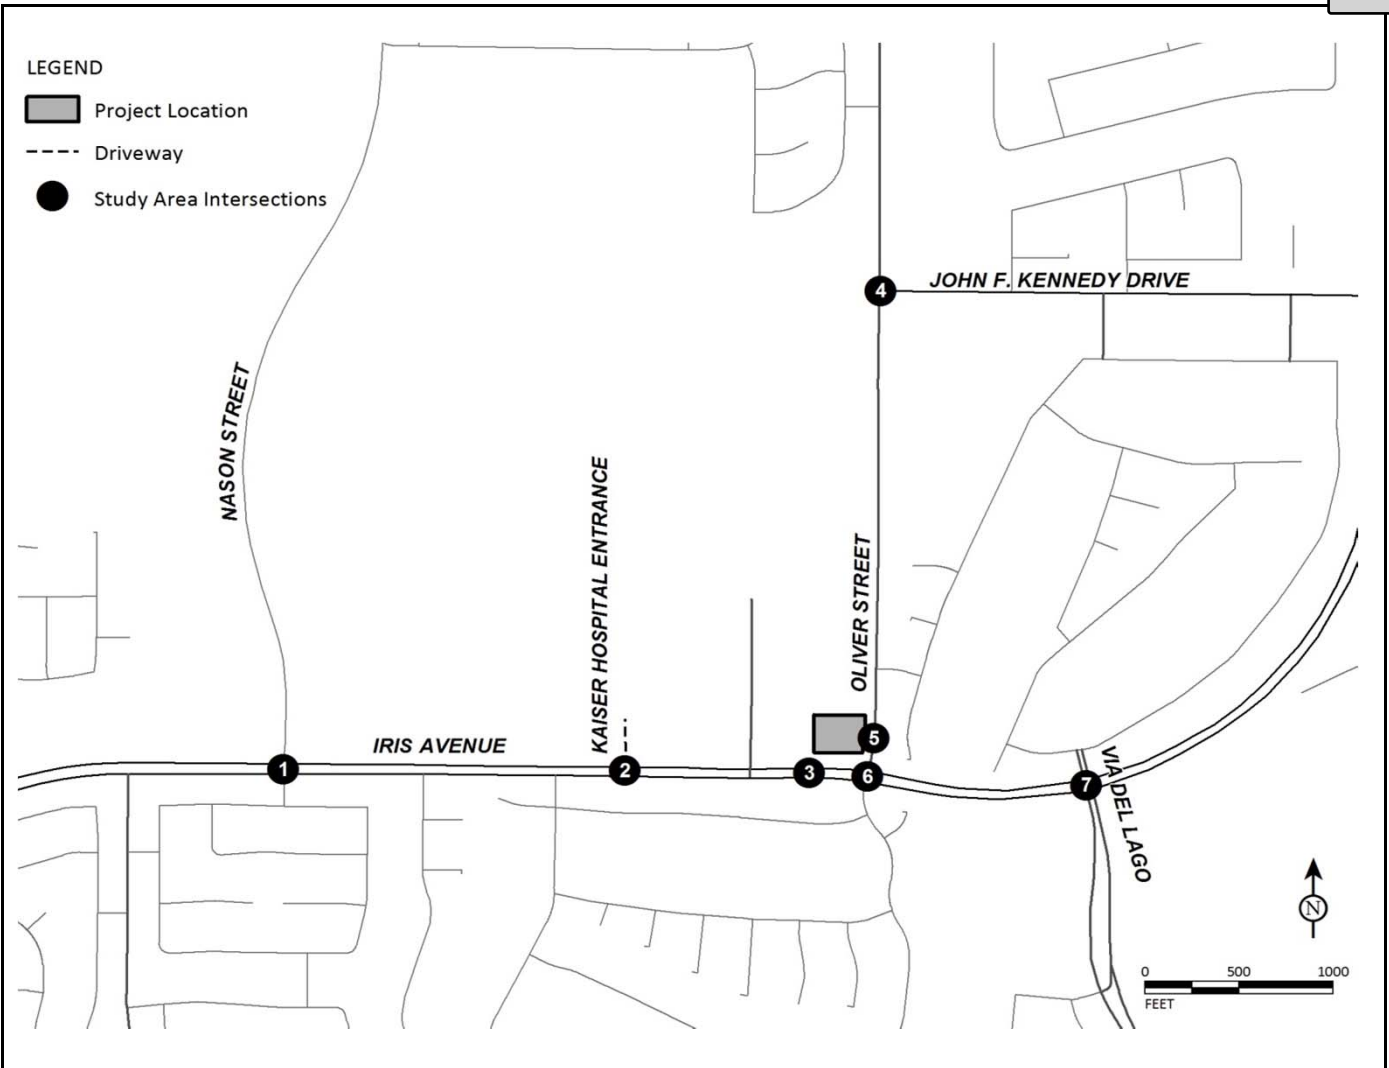 LEGEND
Project Location
Driveway
Study Area Intersections
4
JOHN F. KENNEDY DRIVE
NASON STREET
KAISER HOSPITAL ENTRANCE
OLIVER STREET
IRIS AVENUE
5
1
2
3
6
7
VIA DEL LAGO
N
0 500 1000
FEET